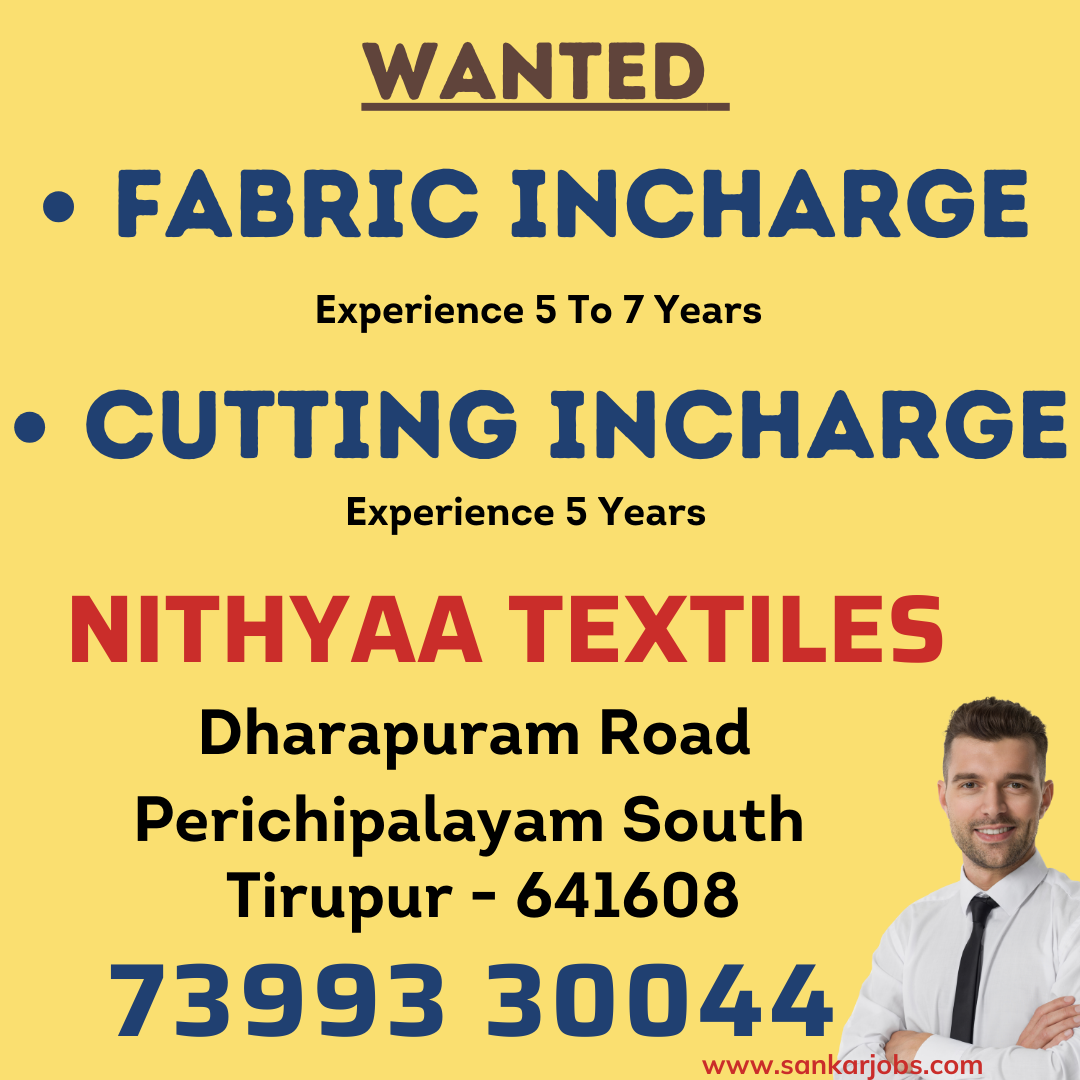 WANTED
• FABRIC INCHARGE
Experience 5 To 7 Years
• CUTTING INCHARGE
Experience 5 Years
NITHYAA TEXTILES
Dharapuram Road
Perichipalayam South
Tirupur - 641608
73993 30044
www.sankarjobs.com